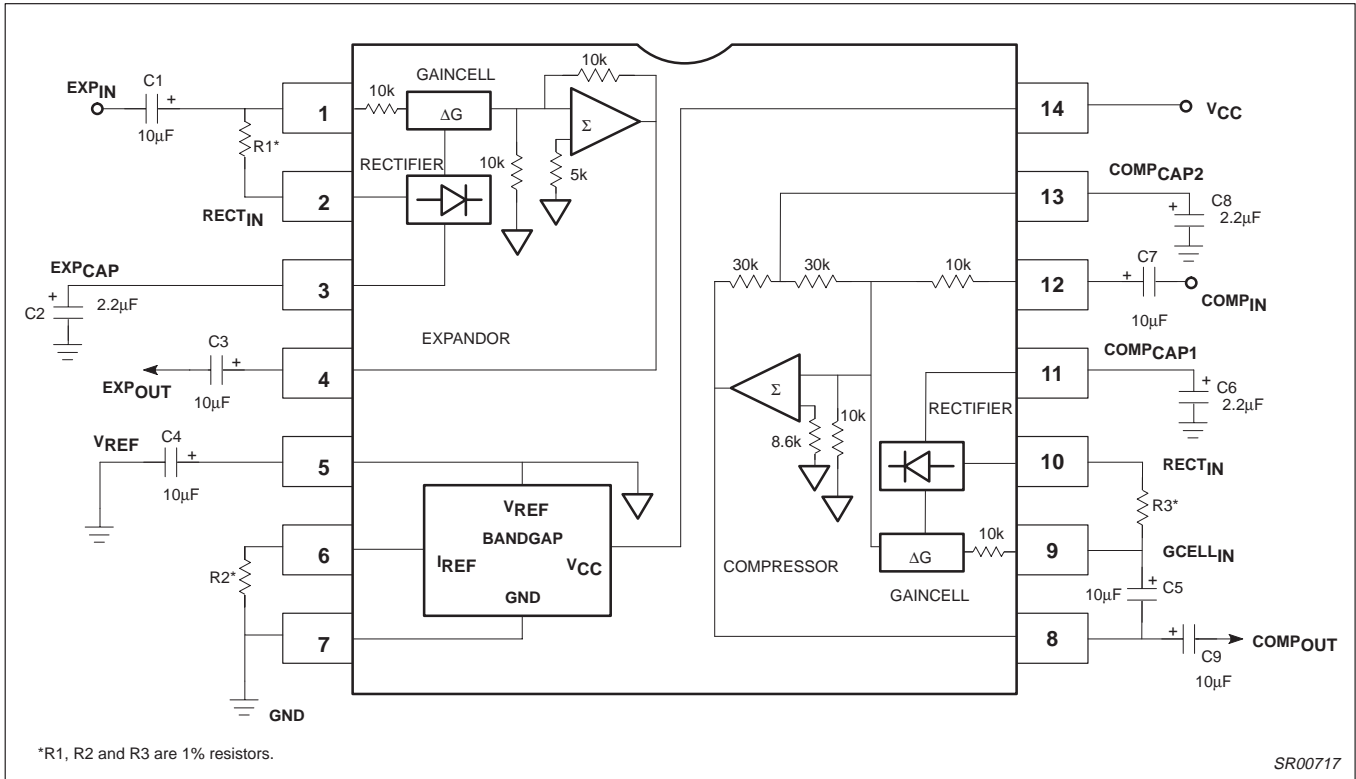 EXPIN
C1
+
10µF
R1*
RECTIN
EXPCAP
+
C2
2.2µF
C3
+
EXPOUT
10µF
VREF
C4
+
10µF
R2*
GND
1
2
3
4
5
6
7
10k
GAINCELL
ΔG
10k
Σ
RECTIFIER
10k
5k
EXPANDOR
VREF
BANDGAP
IREF
VCC
GND
30k
30k
10k
Σ
8.6k
10k
RECTIFIER
COMPRESSOR
ΔG
10k
GAINCELL
14
13
12
11
10
9
8
VCC
COMPCAP2
+
C8
2.2µF
C7
+
COMPIN
10µF
COMPCAP1
+
C6
2.2µF
RECTIN
R3*
GCELLIN
+
10µF
C5
+
COMPOUT
C9
10µF
*R1, R2 and R3 are 1% resistors.
SR00717